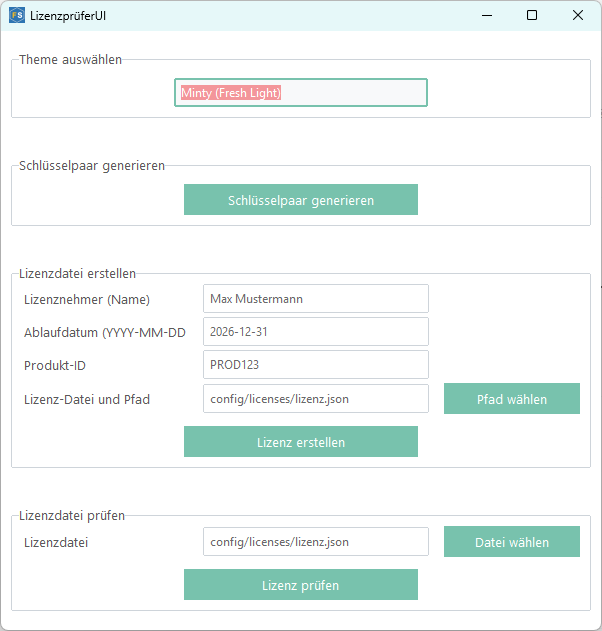 FS LizenzprüferUI
Theme auswählen
Minty (Fresh Light)
Schlüsselpaar generieren
Schlüsselpaar generieren
Lizenzdatei erstellen
Lizenznehmer (Name) Max Mustermann
Ablaufdatum (YYYY-MM-DD 2026-12-31
Produkt-ID PROD123
Lizenz-Datei und Pfad config/licenses/lizenz.json Pfad wählen
Lizenz erstellen
Lizenzdatei prüfen
Lizenzdatei config/licenses/lizenz.json Datei wählen
Lizenz prüfen